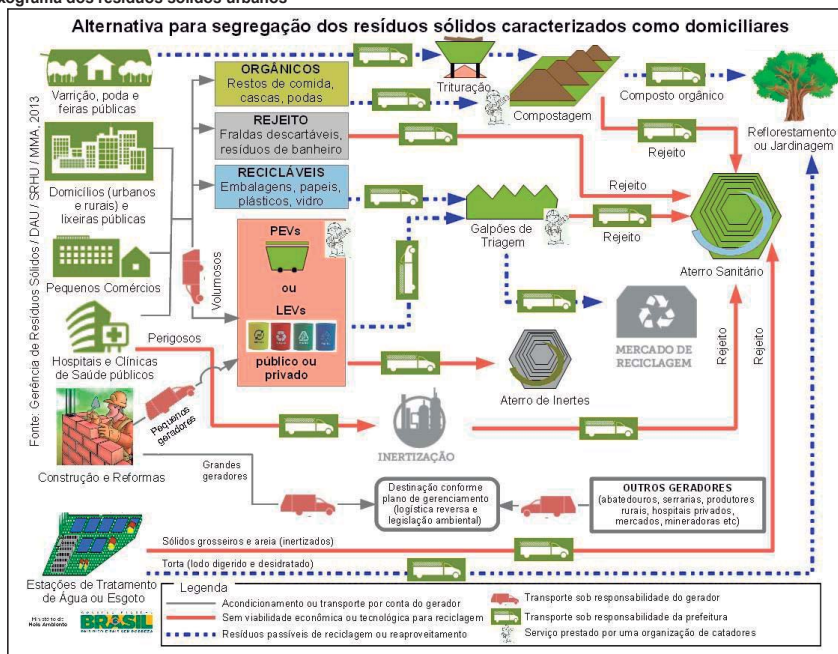 Alternativa para segregação dos resíduos sólidos caracterizados como domiciliares
Fonte: Gerência de Resíduos Sólidos / DAU / SRHU / MMA, 2013
Varrição, poda e
feiras públicas
Domicílios (urbanos
e rurais) e
lixeiras públicas
Pequenos Comércios
Hospitais e Clínicas
de Saúde públicos
Construção e Reformas
Estações de Tratamento
de Água ou Esgoto
ORGÂNICOS
Restos de comida,
cascas, podas
REJEITO
Fraldas descartáveis,
resíduos de banheiro
RECICLÁVEIS
Embalagens, papeis,
plásticos, vidro
Volumosos
PEVs
ou
LEVs
público ou
privado
Perigosos
Pequenos
geradores
Grandes
geradores
Trituração
Compostagem
Composto orgânico
Reflorestamento
ou Jardinagem
Rejeito
Rejeito
Galpões de
Triagem
Rejeito
Aterro Sanitário
MERCADO DE
RECICLAGEM
Aterro de Inertes
Rejeito
Rejeito
INERTIZAÇÃO
Destinação conforme
plano de gerenciamento
(logística reversa e
legislação ambiental)
OUTROS GERADORES
(abatedouros, serrarias, produtores
rurais, hospitais privados,
mercados, mineradoras etc)
Sólidos grosseiros e areia (inertizados)
Torta (lodo digerido e desidratado)
Legenda
Acondicionamento ou transporte por conta do gerador
Sem viabilidade econômica ou tecnológica para reciclagem
Resíduos passíveis de reciclagem ou reaproveitamento
Transporte sob responsabilidade do gerador
Transporte sob responsabilidade da prefeitura
Serviço prestado por uma organização de catadores
Ministério do
Meio Ambiente
BRASIL